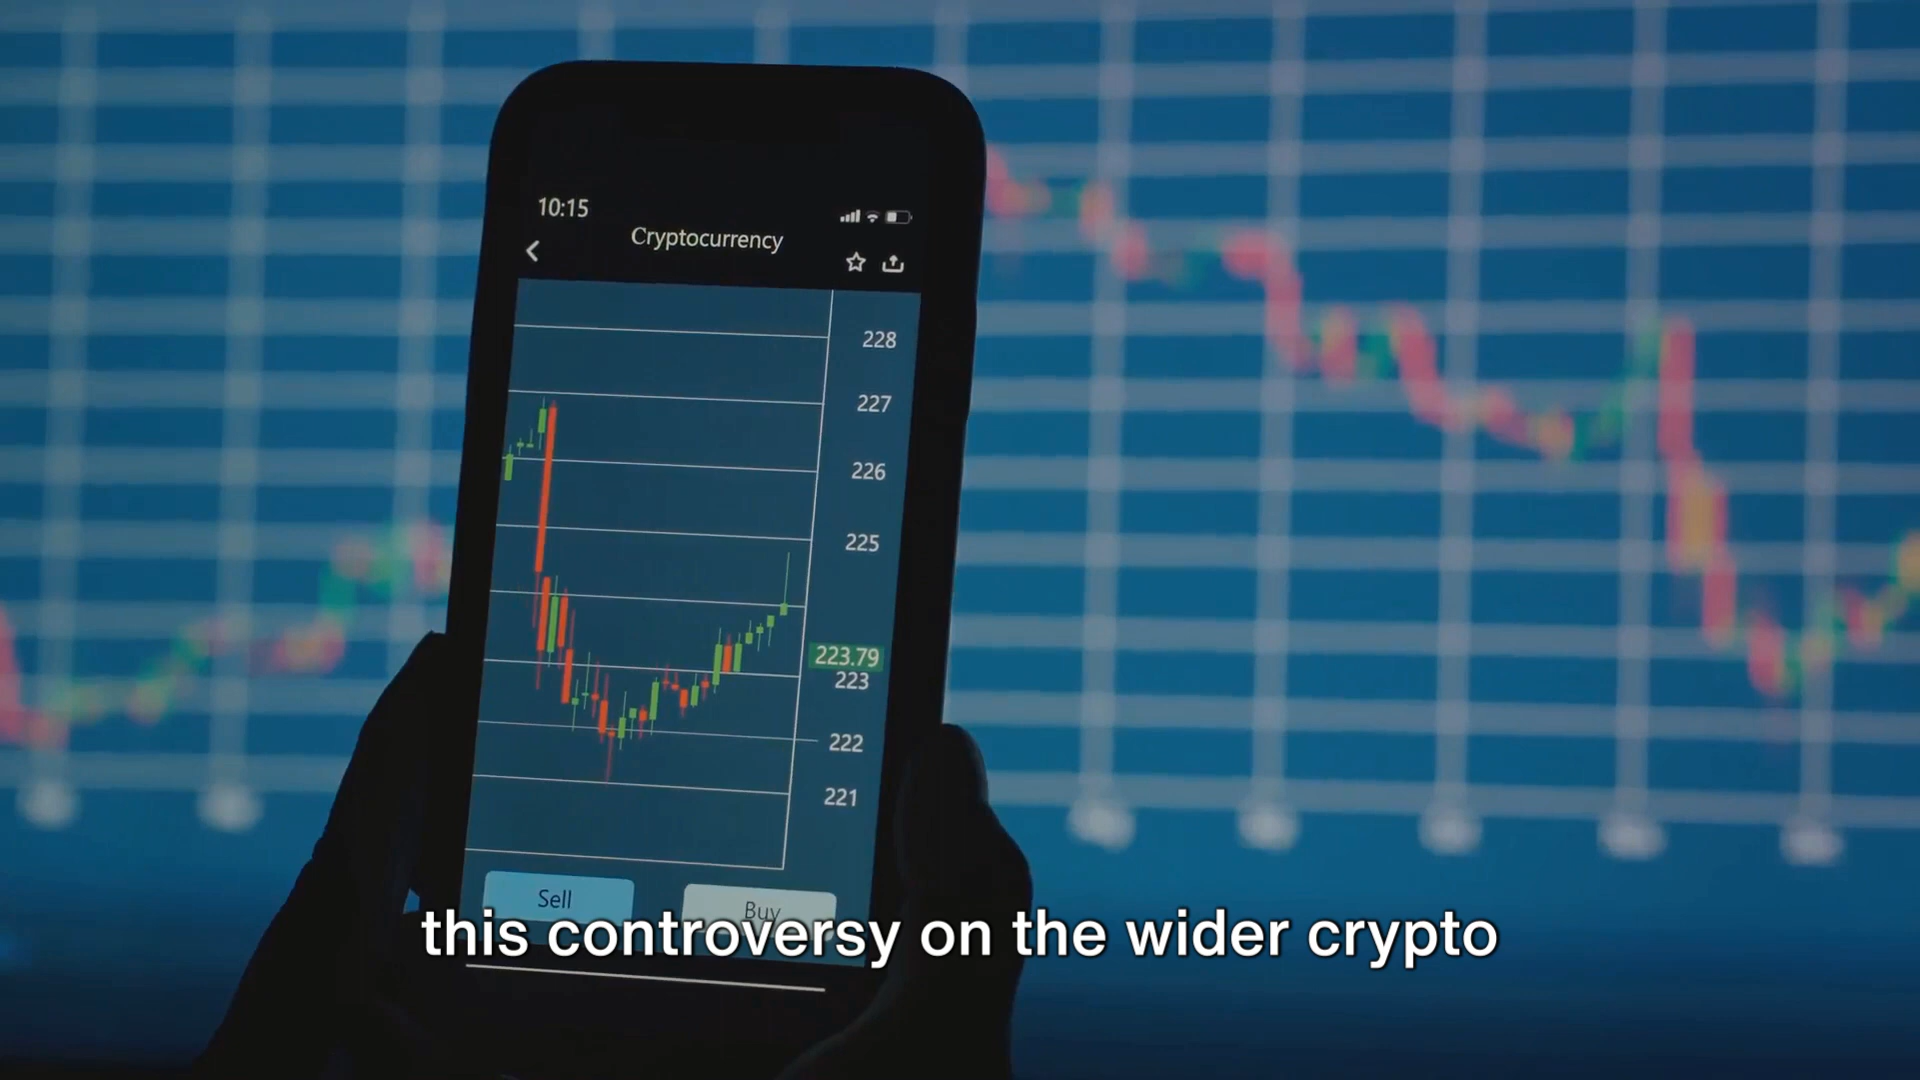 10:15
Cryptocurrency
228
227
226
225
223.79
223
222
221
Sell
Buy
this controversy on the wider crypto